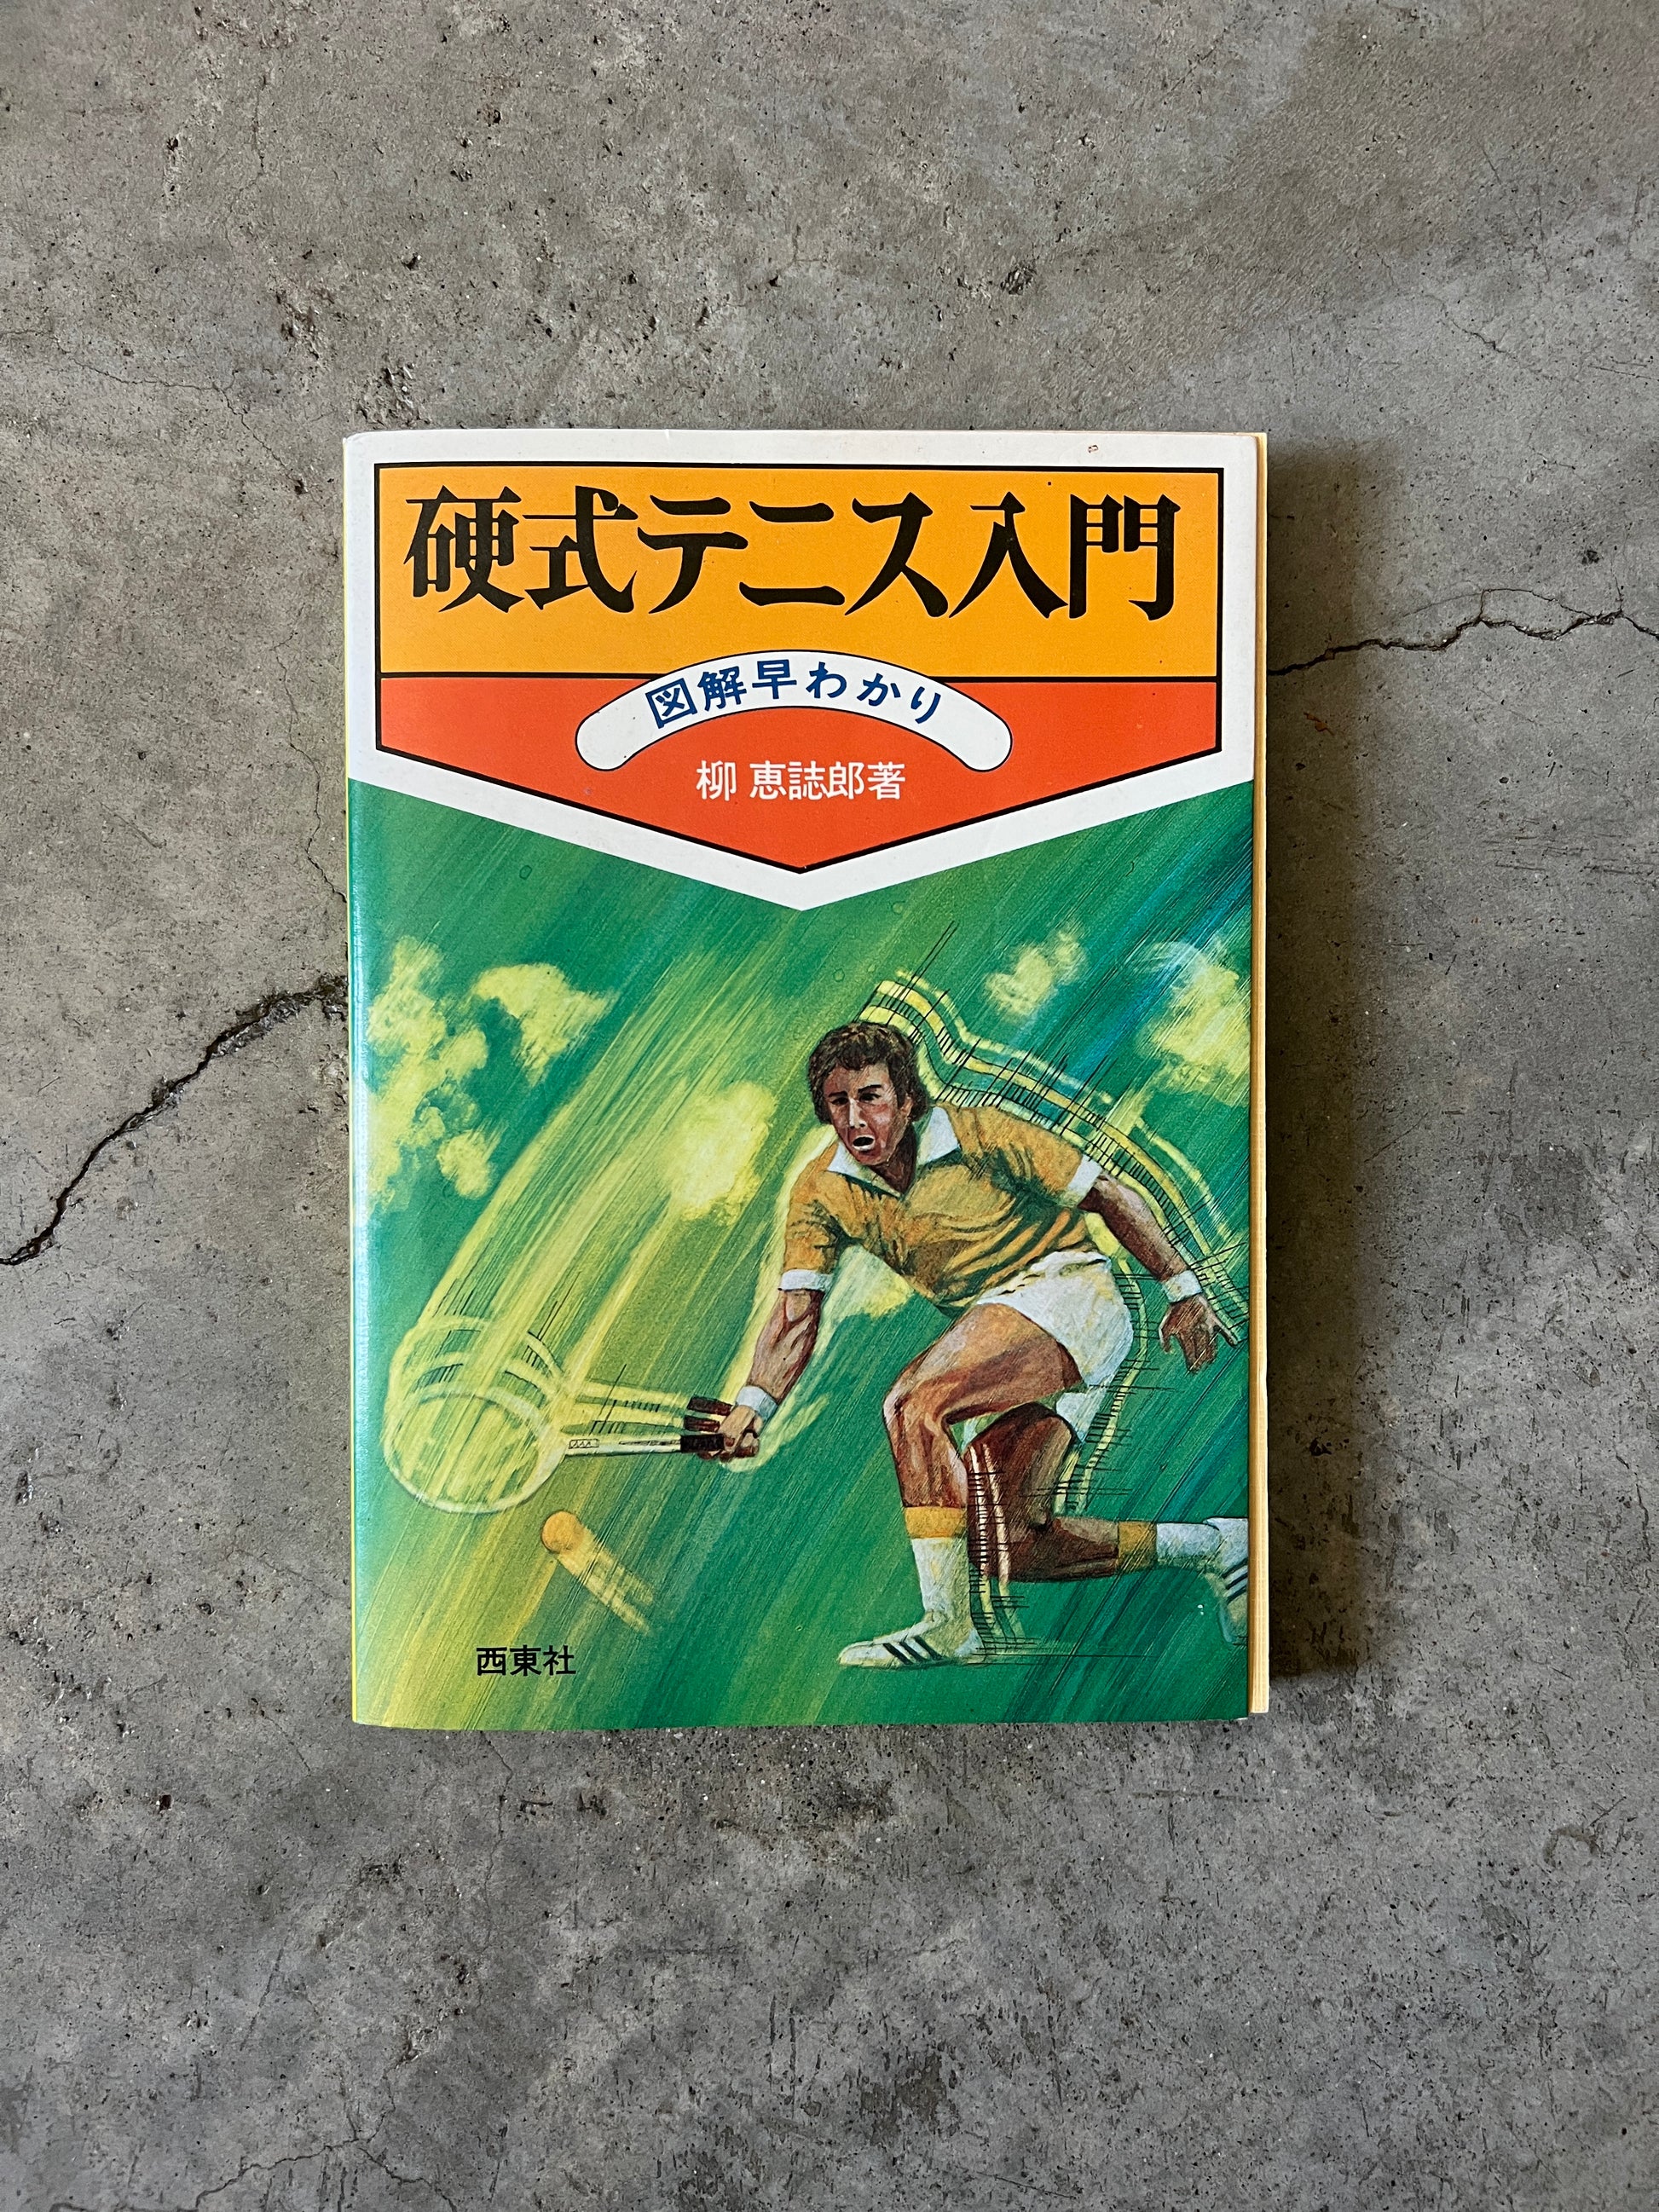 硬式テニス入門
図解早わかり
柳 恵誌郎著
西東社